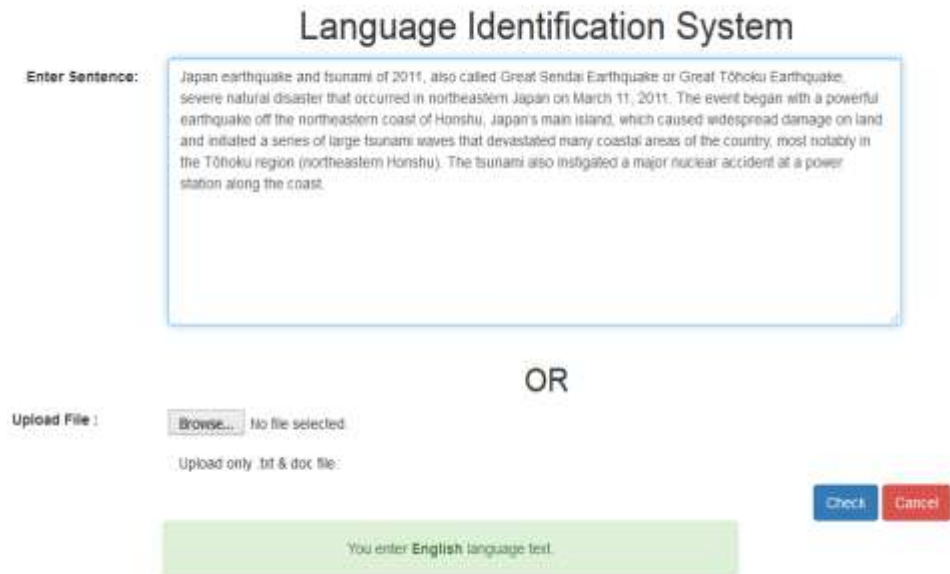 Language Identification System
Enter Sentence:
Japan earthquake and tsunami of 2011, also called Great Sendai Earthquake or Great Tōhoku Earthquake,
severe natural disaster that occurred in northeastern Japan on March 11, 2011. The event began with a powerful
earthquake off the northeastern coast of Honshu, Japan's main island, which caused widespread damage on land
and initiated a series of large tsunami waves that devastated many coastal areas of the country, most notably in
the Tōhoku region (northeastern Honshu). The tsunami also instigated a major nuclear accident at a power
station along the coast.
OR
Upload File :
Browse... No file selected.
Upload only .txt & doc file.
Check Cancel
You enter English language text.